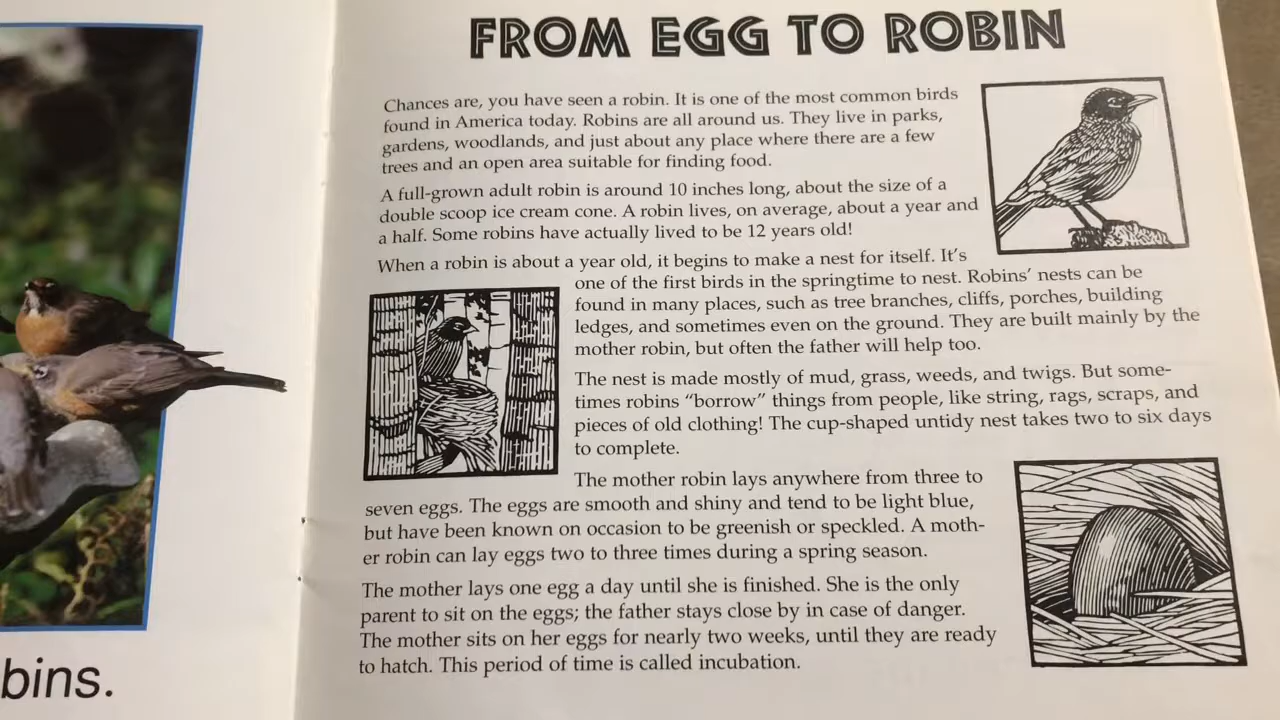 bins.
FROM EGG TO ROBIN
Chances are, you have seen a robin. It is one of the most common birds
found in America today. Robins are all around us. They live in parks,
gardens, woodlands, and just about any place where there are a few
trees and an open area suitable for finding food.
A full-grown adult robin is around 10 inches long, about the size of a
double scoop ice cream cone. A robin lives, on average, about a year and
a half. Some robins have actually lived to be 12 years old!
When a robin is about a year old, it begins to make a nest for itself. It’s
one of the first birds in the springtime to nest. Robins’ nests can be
found in many places, such as tree branches, cliffs, porches, building
ledges, and sometimes even on the ground. They are built mainly by the
mother robin, but often the father will help too.
The nest is made mostly of mud, grass, weeds, and twigs. But some-
times robins “borrow” things from people, like string, rags, scraps, and
pieces of old clothing! The cup-shaped untidy nest takes two to six days
to complete.
The mother robin lays anywhere from three to
seven eggs. The eggs are smooth and shiny and tend to be light blue,
but have been known on occasion to be greenish or speckled. A moth-
er robin can lay eggs two to three times during a spring season.
The mother lays one egg a day until she is finished. She is the only
parent to sit on the eggs; the father stays close by in case of danger.
The mother sits on her eggs for nearly two weeks, until they are ready
to hatch. This period of time is called incubation.